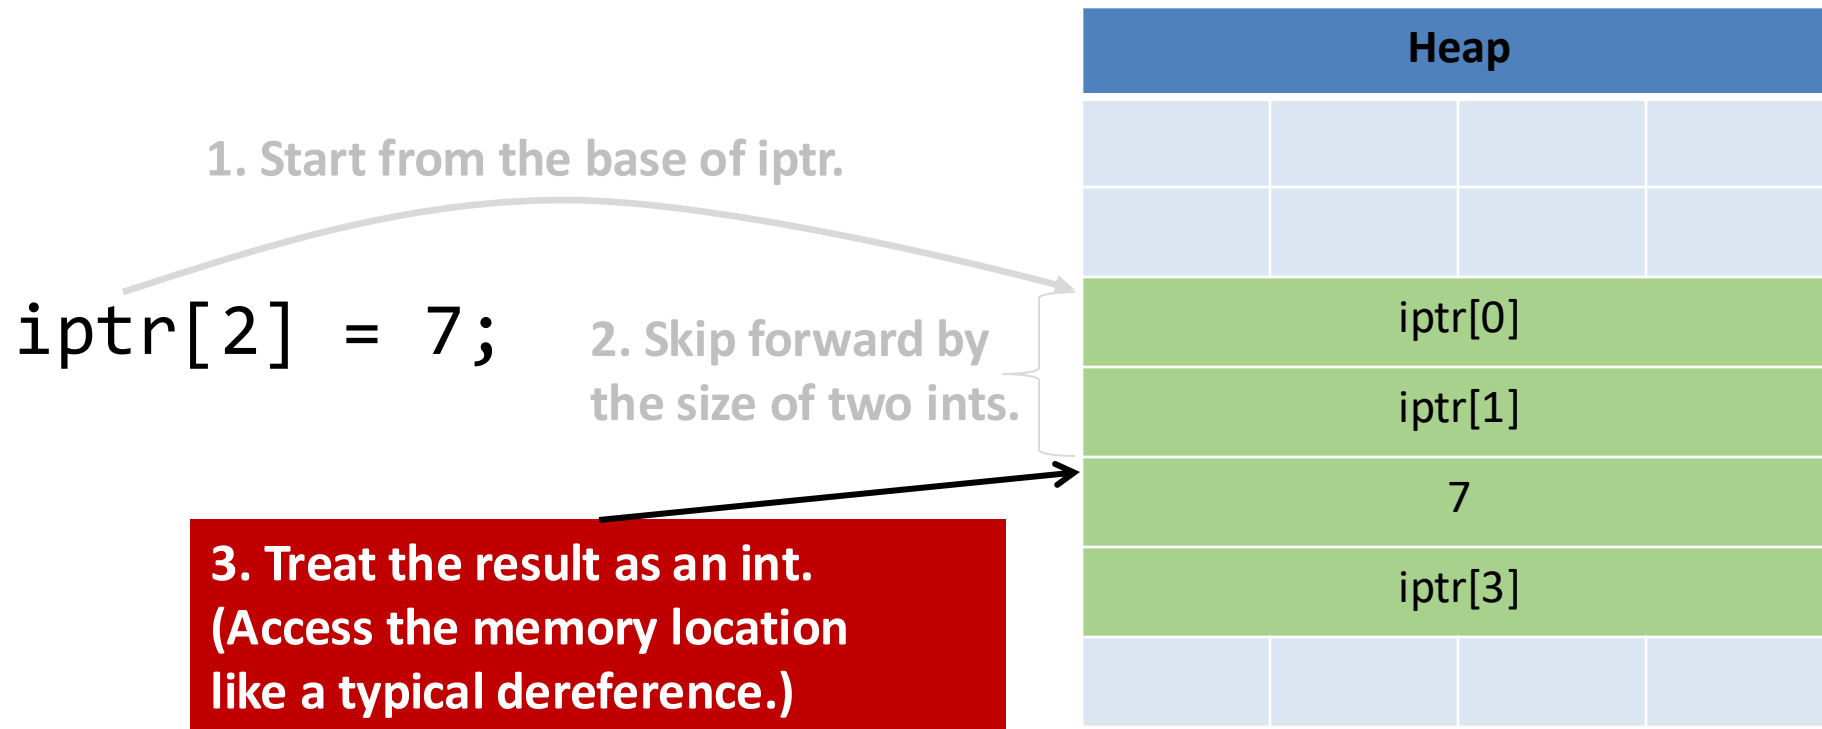 Heap
1. Start from the base of iptr.
iptr[2] = 7;
2. Skip forward by
the size of two ints.
iptr[0]
iptr[1]
7
iptr[3]
3. Treat the result as an int.
(Access the memory location
like a typical dereference.)